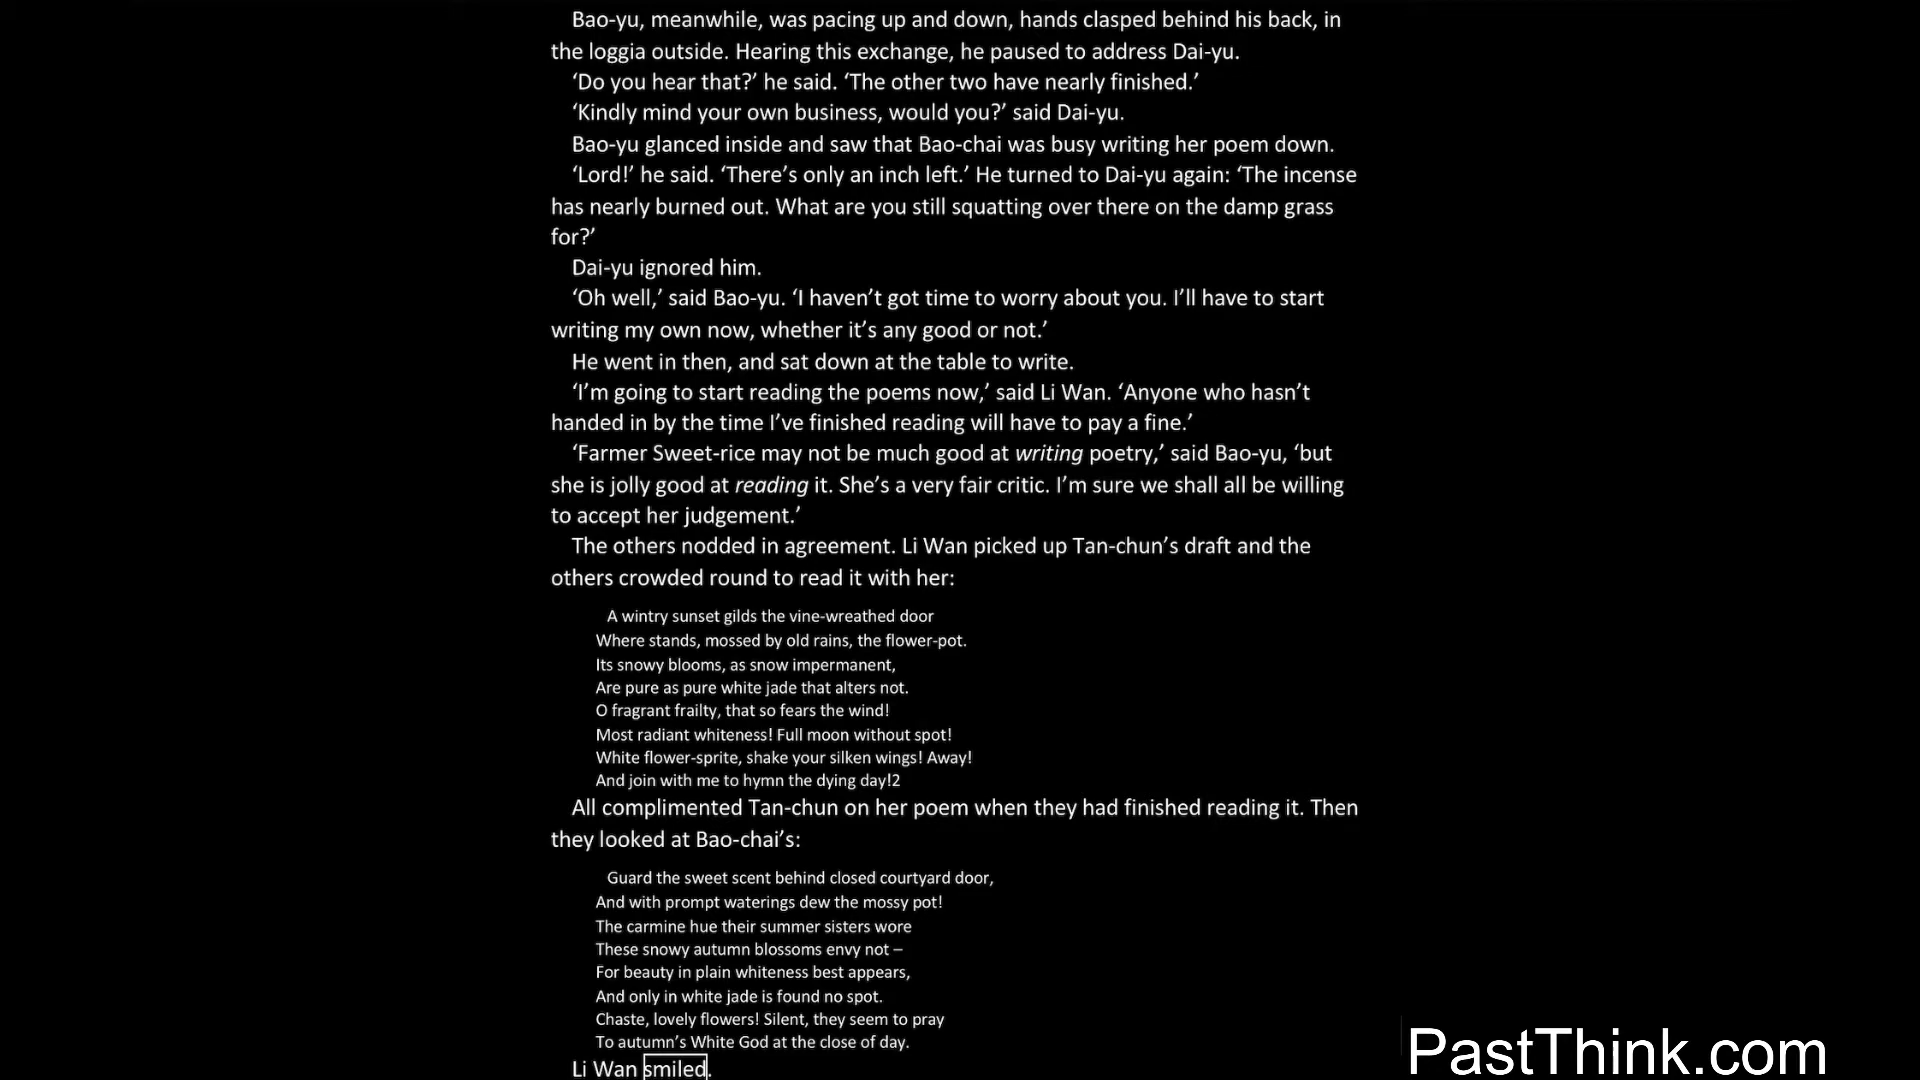 Bao-yu, meanwhile, was pacing up and down, hands clasped behind his back, in
the loggia outside. Hearing this exchange, he paused to address Dai-yu.
‘Do you hear that?’ he said. ‘The other two have nearly finished.’
‘Kindly mind your own business, would you?’ said Dai-yu.
Bao-yu glanced inside and saw that Bao-chai was busy writing her poem down.
‘Lord!’ he said. ‘There’s only an inch left.’ He turned to Dai-yu again: ‘The incense
has nearly burned out. What are you still squatting over there on the damp grass
for?’
Dai-yu ignored him.
‘Oh well,’ said Bao-yu. ‘I haven’t got time to worry about you. I’ll have to start
writing my own now, whether it’s any good or not.’
He went in then, and sat down at the table to write.
‘I’m going to start reading the poems now,’ said Li Wan. ‘Anyone who hasn’t
handed in by the time I’ve finished reading will have to pay a fine.’
‘Farmer Sweet-rice may not be much good at writing poetry,’ said Bao-yu, ‘but
she is jolly good at reading it. She’s a very fair critic. I’m sure we shall all be willing
to accept her judgement.’
The others nodded in agreement. Li Wan picked up Tan-chun’s draft and the
others crowded round to read it with her:
A wintry sunset gilds the vine-wreathed door
Where stands, mossed by old rains, the flower-pot.
Its snowy blooms, as snow impermanent,
Are pure as pure white jade that alters not.
O fragrant frailty, that so fears the wind!
Most radiant whiteness! Full moon without spot!
White flower-sprite, shake your silken wings! Away!
And join with me to hymn the dying day!2
All complimented Tan-chun on her poem when they had finished reading it. Then
they looked at Bao-chai’s:
Guard the sweet scent behind closed courtyard door,
And with prompt waterings dew the mossy pot!
The carmine hue their summer sisters wore
These snowy autumn blossoms envy not –
For beauty in plain whiteness best appears,
And only in white jade is found no spot.
Chaste, lovely flowers! Silent, they seem to pray
To autumn’s White God at the close of day.
Li Wan smiled.
PastThink.com